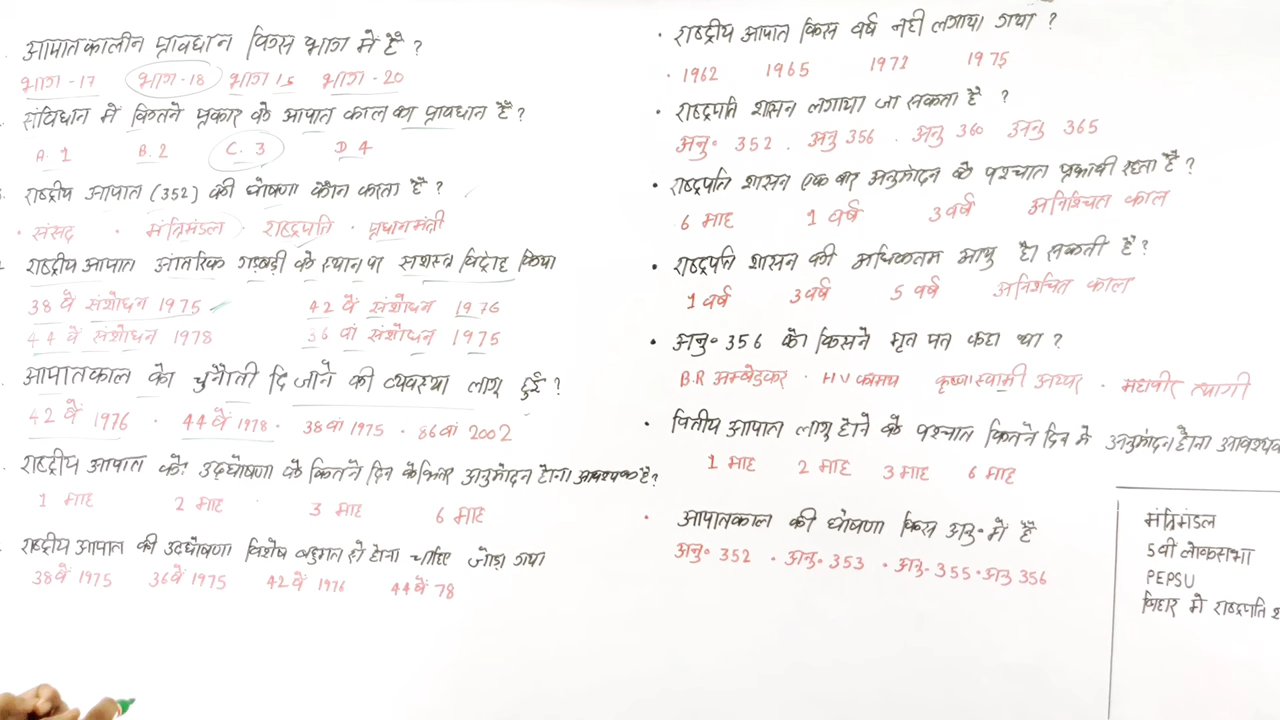 आपातकालीन प्रावधान किस भाग में है ?
भाग -17 भाग -18 भाग 15 भाग -20
संविधान में कितने प्रकार के आपात काल का प्रावधान है ?
A. 1 B. 2 C. 3 D 4
राष्ट्रीय आपात (352) की घोषणा कौन करता है ?
• संसद • मंत्रिमंडल • राष्ट्रपति • प्रधानमंत्री
राष्ट्रीय आपात आंतरिक गड़बड़ी के स्थान पर सशस्त्र विद्रोह किया
38 वें संशोधन 1975 42 वें संशोधन 1976
44 वें संशोधन 1978 36 वां संशोधन 1975
आपातकाल को चुनौती दि जाने की व्यवस्था लागू हुई ?
42 वें 1976 • 44 वें 1978 • 38 वां 1975 • 86 वां 2002
राष्ट्रीय आपात की उद्घोषणा के कितने दिन के भितर अनुमोदन होना आवश्यक है ?
1 माह 2 माह 3 माह 6 माह
राष्ट्रीय आपात की उद्घोषणा विशेष बहुमत से होना चाहिए जोड़ा गया
38 वें 1975 36 वें 1975 42 वें 1976 44 वें 78
• राष्ट्रीय आपात किस वर्ष नही लगाया गया ?
• 1962 1965 1971 1975
• राष्ट्रपति शासन लगाया जा सकता है ?
अनु० 352 . अनु 356 . अनु 360 अनु 365
• राष्ट्रपति शासन एक बार अनुमोदन के पश्चात प्रभावी रहता है ?
6 माह 1 वर्ष 3 वर्ष अनिश्चित काल
• राष्ट्रपति शासन की अधिकतम आयु हो सकती है ?
1 वर्ष 3 वर्ष 5 वर्ष अनिश्चित काल
• अनु० 356 को किसने मृत पत्र कहा था ?
B.R अम्बेडकर • HV कामथ कृष्णा स्वामी अय्यर • महावीर त्यागी
• वित्तीय आपात लागू होने के पश्चात कितने दिन मे अनुमोदन होना आवश्यक
1 माह 2 माह 3 माह 6 माह
• आपातकाल की घोषणा किस अनु० में है
अनु० 352 • अनु० 353 • अनु० 355 • अनु 356
मंत्रिमंडल
5वीं लोकसभा
PEPSU
बिहार मे राष्ट्रपति